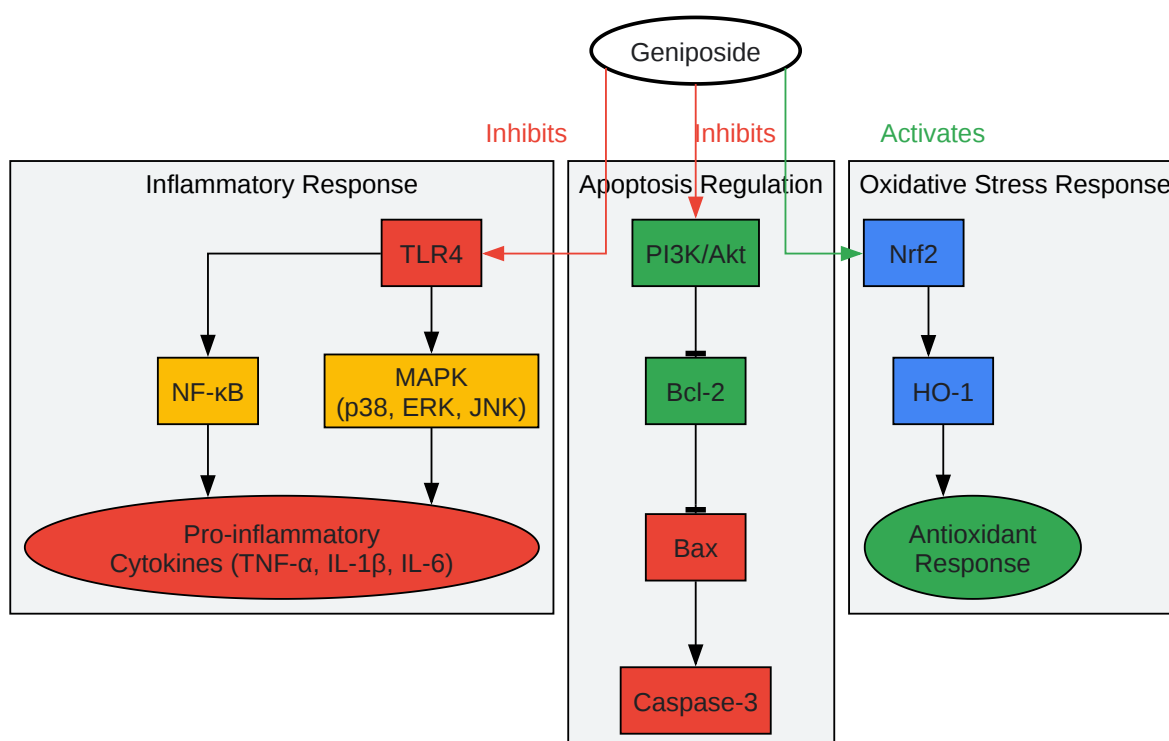 Geniposide
Inhibits
Inhibits
Activates
Inflammatory Response
TLR4
NF-κB
MAPK
(p38, ERK, JNK)
Pro-inflammatory
Cytokines (TNF-α, IL-1β, IL-6)
Apoptosis Regulation
PI3K/Akt
Bcl-2
Bax
Caspase-3
Oxidative Stress Response
Nrf2
HO-1
Antioxidant
Response